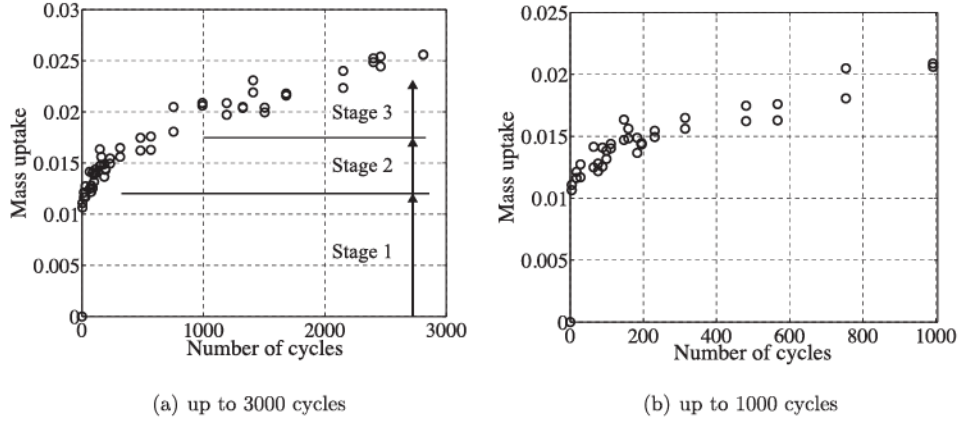 0.03
0.025
0.02
0.015
0.01
0.005
0
Mass uptake
Stage 3
Stage 2
Stage 1
0 1000 2000 3000
Number of cycles
(a) up to 3000 cycles
0.025
0.02
0.015
0.01
0.005
0
Mass uptake
0 200 400 600 800 1000
Number of cycles
(b) up to 1000 cycles